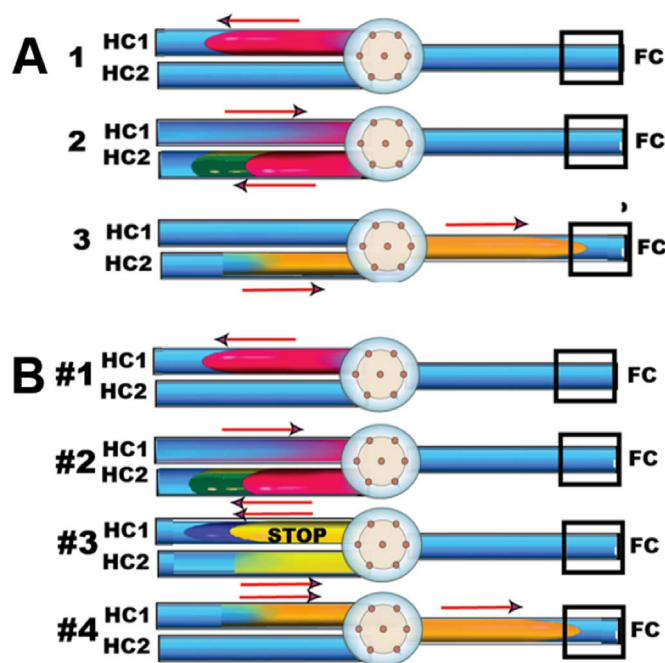 A
1 HC1 FC
HC2
2 HC1 FC
HC2
3 HC1 FC
HC2
B
#1 HC1 FC
HC2
#2 HC1 FC
HC2
#3 HC1 STOP FC
HC2
#4 HC1 FC
HC2